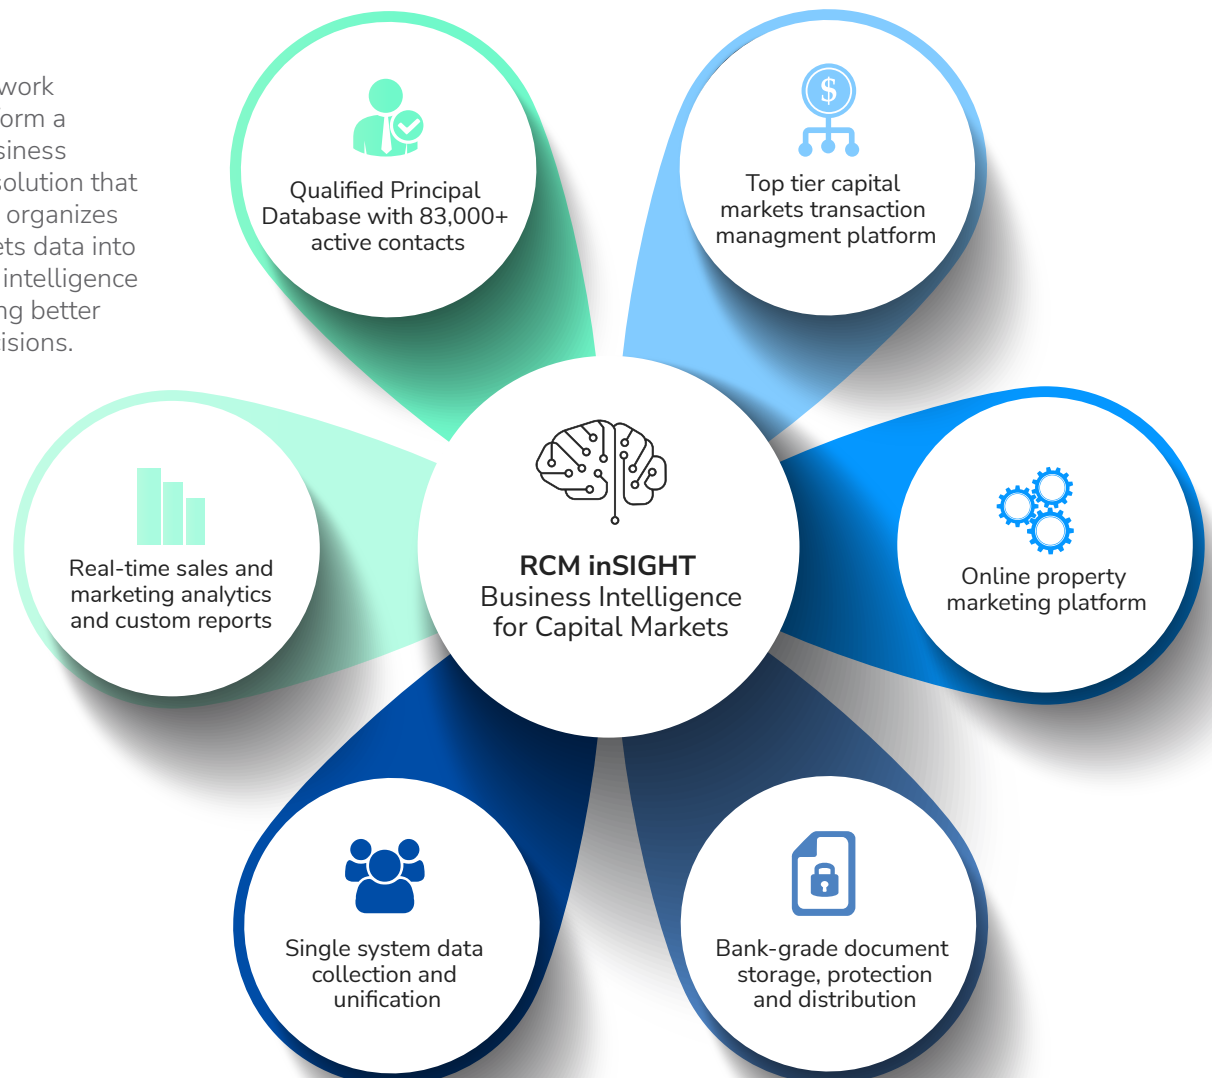 work
orm a
siness
solution that
organizes
ets data into
intelligence
ng better
cisions.
Qualified Principal
Database with 83,000+
active contacts
$
Top tier capital
markets transaction
managment platform
Real-time sales and
marketing analytics
and custom reports
RCM inSIGHT
Business Intelligence
for Capital Markets
Online property
marketing platform
Single system data
collection and
unification
Bank-grade document
storage, protection
and distribution